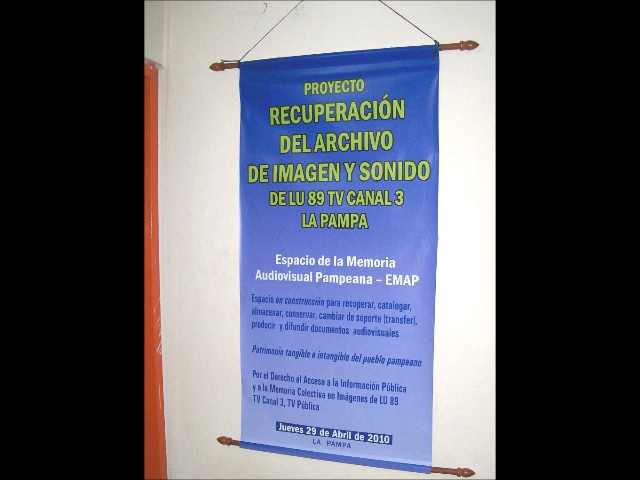 PROYECTO
RECUPERACIÓN
DEL ARCHIVO
DE IMAGEN Y SONIDO
DE LU 89 TV CANAL 3
LA PAMPA
Espacio de la Memoria
Audiovisual Pampeana – EMAP
Espacio en construcción para recuperar, catalogar,
almacenar, conservar, cambiar de soporte (transfer),
producir y difundir documentos audiovisuales
Patrimonio tangible e intangible del pueblo pampeano
Por el Derecho al Acceso a la Información Pública
y a la Memoria Colectiva en Imágenes de LU 89
TV Canal 3, TV Pública
Jueves 29 de Abril de 2010
LA PAMPA